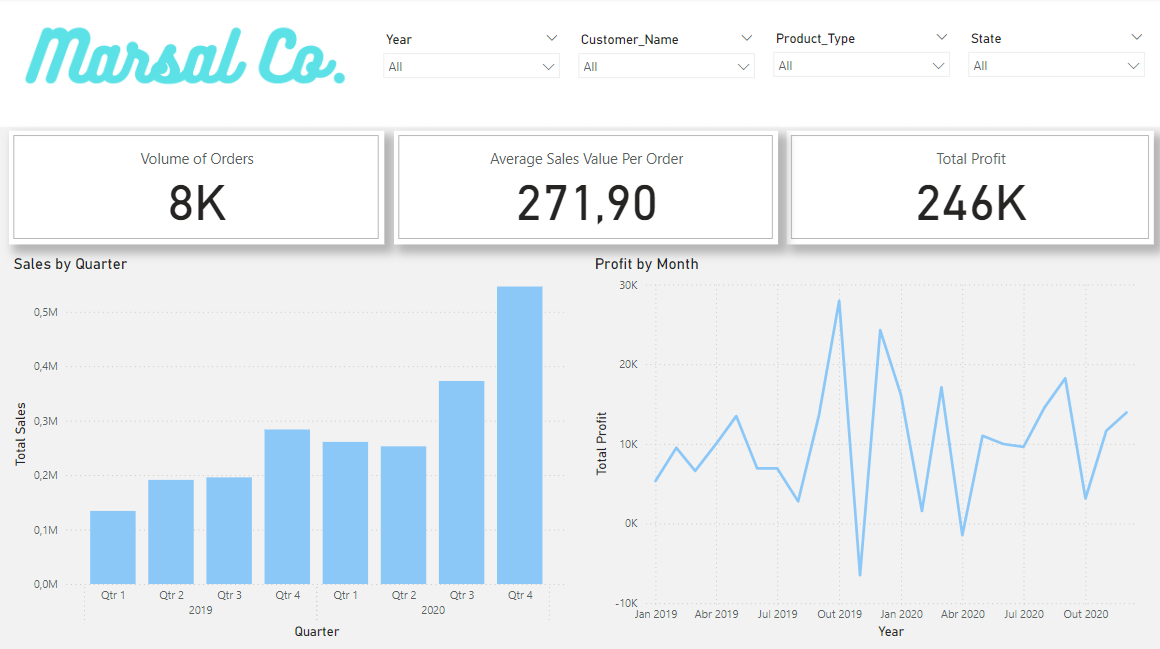 Marsal Co.
Year
All
Customer_Name
All
Product_Type
All
State
All
Volume of Orders
8K
Average Sales Value Per Order
271,90
Total Profit
246K
Sales by Quarter
Total Sales
0,5M
0,4M
0,3M
0,2M
0,1M
0,0M
Qtr 1 Qtr 2 Qtr 3 Qtr 4 Qtr 1 Qtr 2 Qtr 3 Qtr 4
2019 2020
Quarter
Profit by Month
Total Profit
30K
20K
10K
0K
-10K
Jan 2019 Abr 2019 Jul 2019 Out 2019 Jan 2020 Abr 2020 Jul 2020 Out 2020
Year